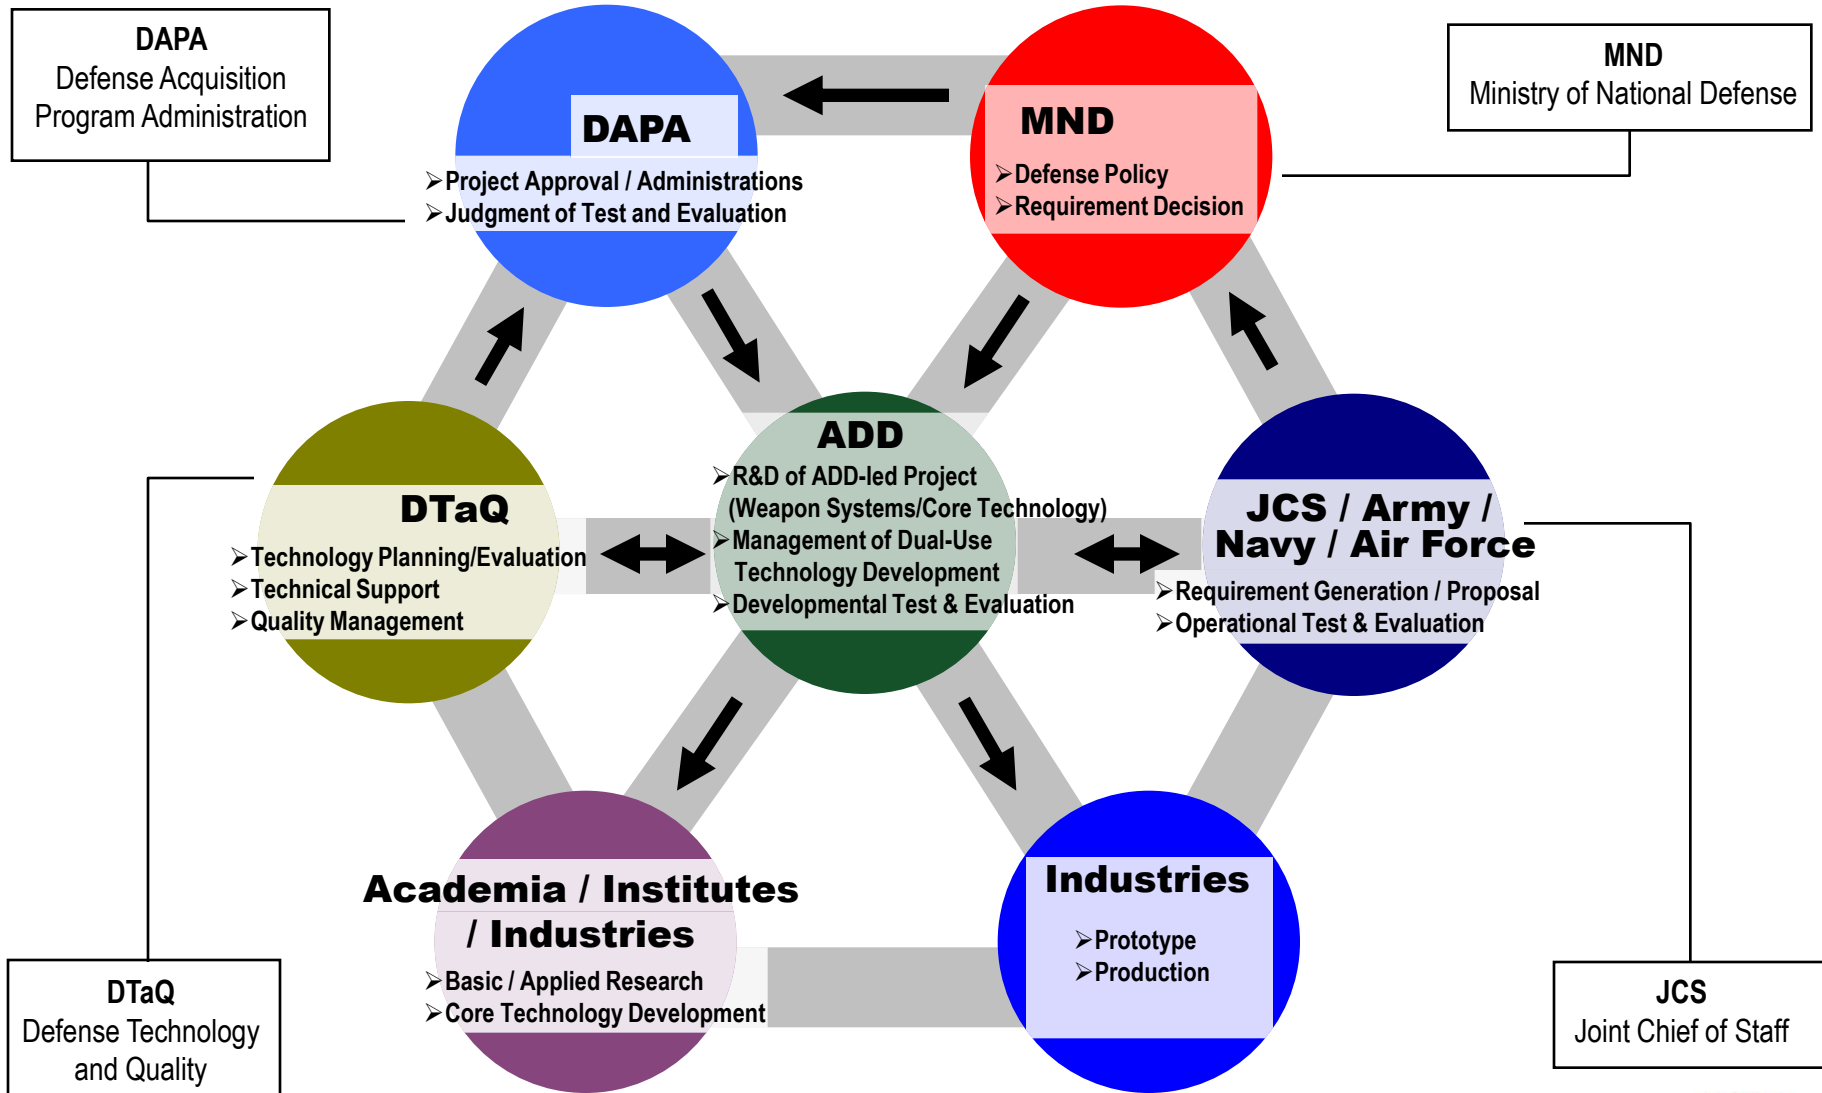 DAPA
Defense Acquisition
Program Administration
MND
Ministry of National Defense
DAPA
➢Project Approval / Administrations
➢Judgment of Test and Evaluation
MND
➢Defense Policy
➢Requirement Decision
DTaQ
➢Technology Planning/Evaluation
➢Technical Support
➢Quality Management
ADD
➢R&D of ADD-led Project
(Weapon Systems/Core Technology)
➢Management of Dual-Use
Technology Development
➢Developmental Test & Evaluation
JCS / Army /
Navy / Air Force
➢Requirement Generation / Proposal
➢Operational Test & Evaluation
Academia / Institutes
/ Industries
➢Basic / Applied Research
➢Core Technology Development
Industries
➢Prototype
➢Production
DTaQ
Defense Technology
and Quality
JCS
Joint Chief of Staff